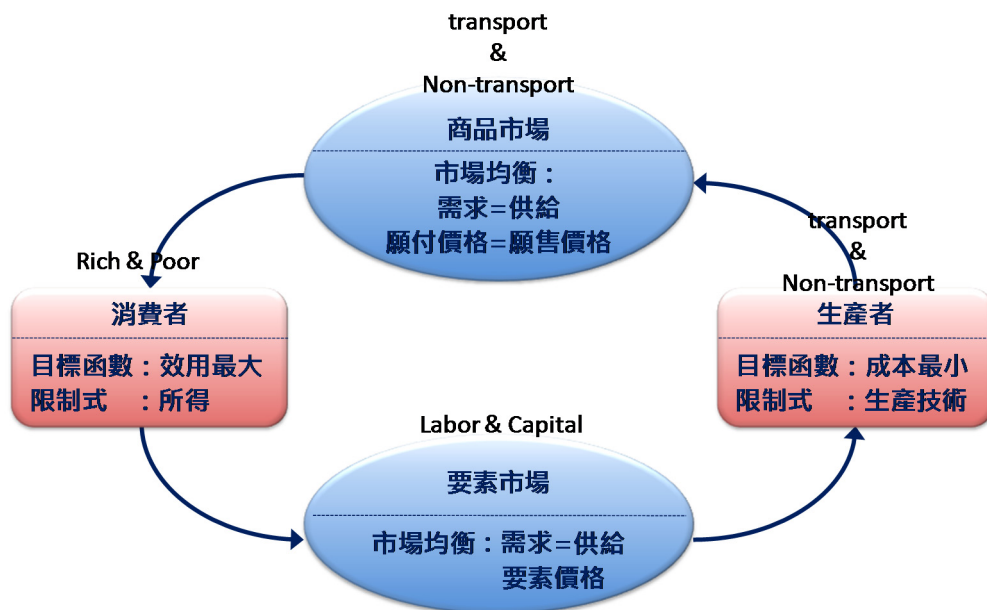 transport
&
Non-transport
商品市場
市場均衡：
需求=供給
願付價格=願售價格
Rich & Poor
消費者
目標函數：效用最大
限制式　：所得
transport
&
Non-transport
生產者
目標函數：成本最小
限制式　：生產技術
Labor & Capital
要素市場
市場均衡：需求=供給
要素價格